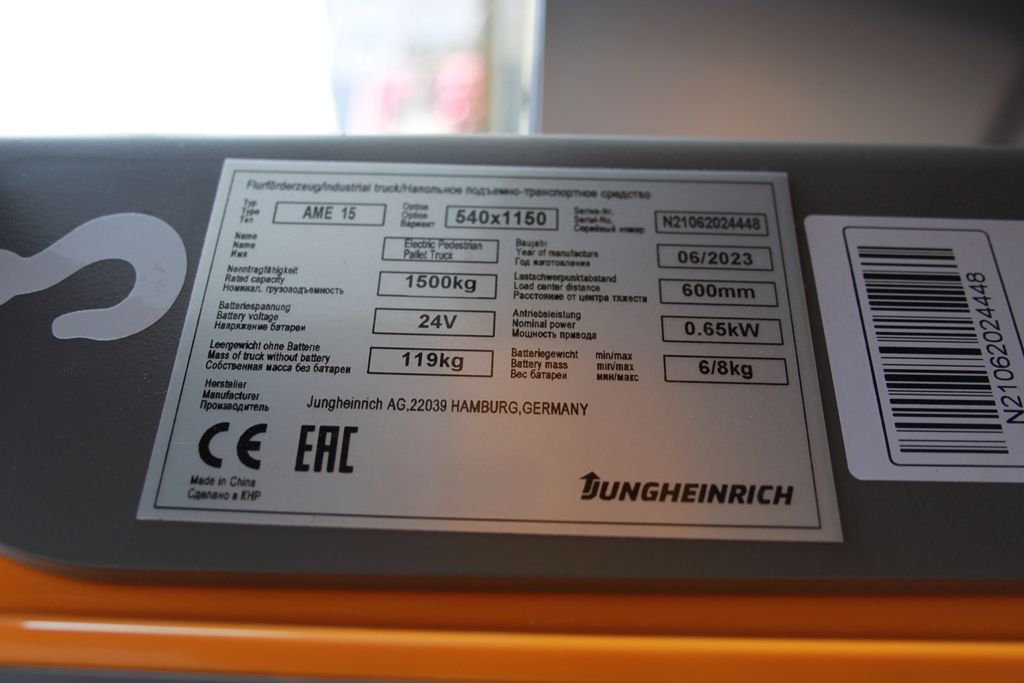 Flurförderzeug/Industrial truck/Напольное подъемно-транспортное средство
Typ
Type
Тип
AME 15
Option
Option
Вариант
540x1150
Series-Nr.
Serial-No.
Серийный номер
N21062024448
Name
Name
Имя
Electric Pedestrian
Pallet Truck
Baujahr
Year of manufacture
Год изготовления
06/2023
Nenntragfähigkeit
Rated capacity
Номинал. грузоподъемность
1500kg
Lastschwerpunktabstand
Load center distance
Расстояние от центра тяжести
600mm
Batteriespannung
Battery voltage
Напряжение батареи
24V
Antriebsleistung
Nominal power
Мощность привода
0.65kW
Leergewicht ohne Batterie
Mass of truck without battery
Собственная масса без батареи
119kg
Batteriegewicht min/max
Battery mass min/max
Вес батареи мин/макс
6/8kg
Hersteller
Manufacturer
Производитель
Jungheinrich AG,22039 HAMBURG,GERMANY
CE EAC
Made in China
Сделано в КНР
JUNGHEINRICH
N21062024448